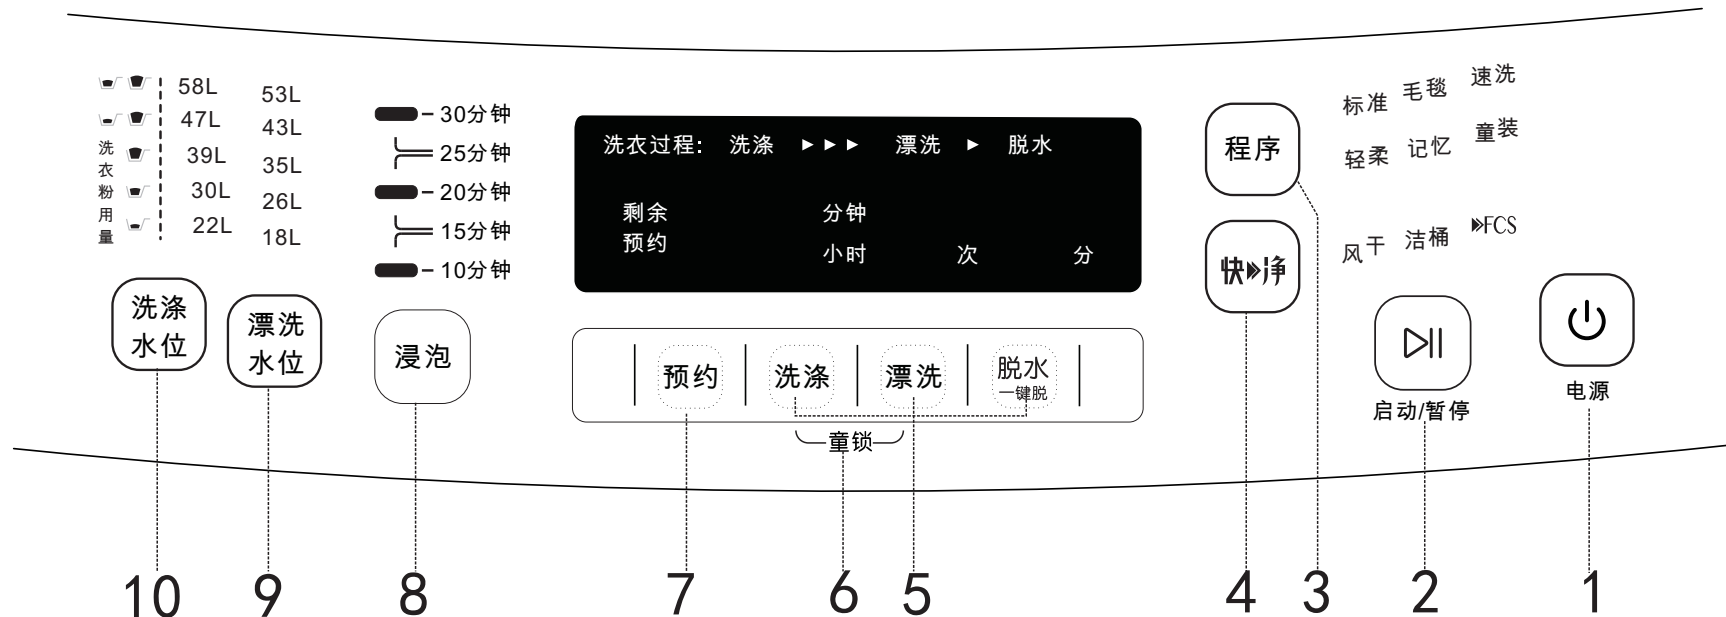 58L 53L
47L 43L
39L 35L
30L 26L
22L 18L
洗衣粉用量
30分钟
25分钟
20分钟
15分钟
10分钟
洗衣过程: 洗涤 ▶▶▶ 漂洗 ▶ 脱水
剩余 分钟
预约 小时 次 分
程序
快净
标准 毛毯 速洗
轻柔 记忆 童装
风干 洁桶 FCS
洗涤
水位
漂洗
水位
浸泡
预约 洗涤 漂洗 脱水
一键脱
童锁
启动/暂停
电源
10 9 8 7 6 5 4 3 2 1